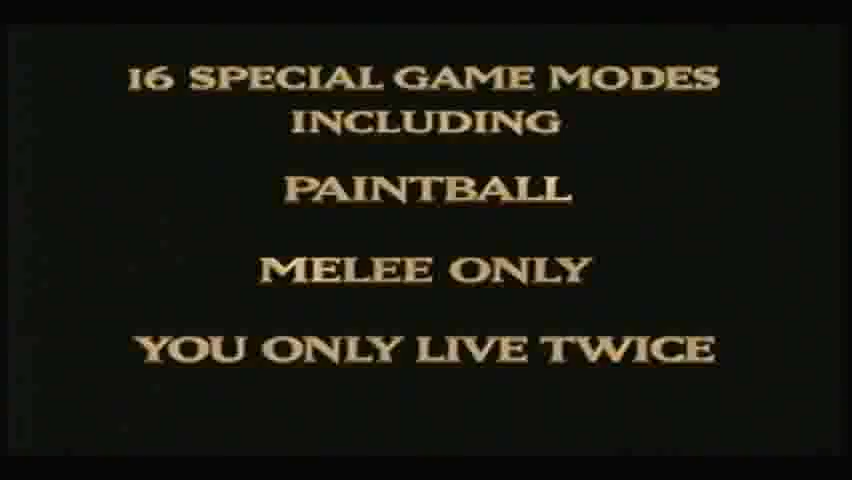 16 SPECIAL GAME MODES
INCLUDING
PAINTBALL
MELEE ONLY
YOU ONLY LIVE TWICE